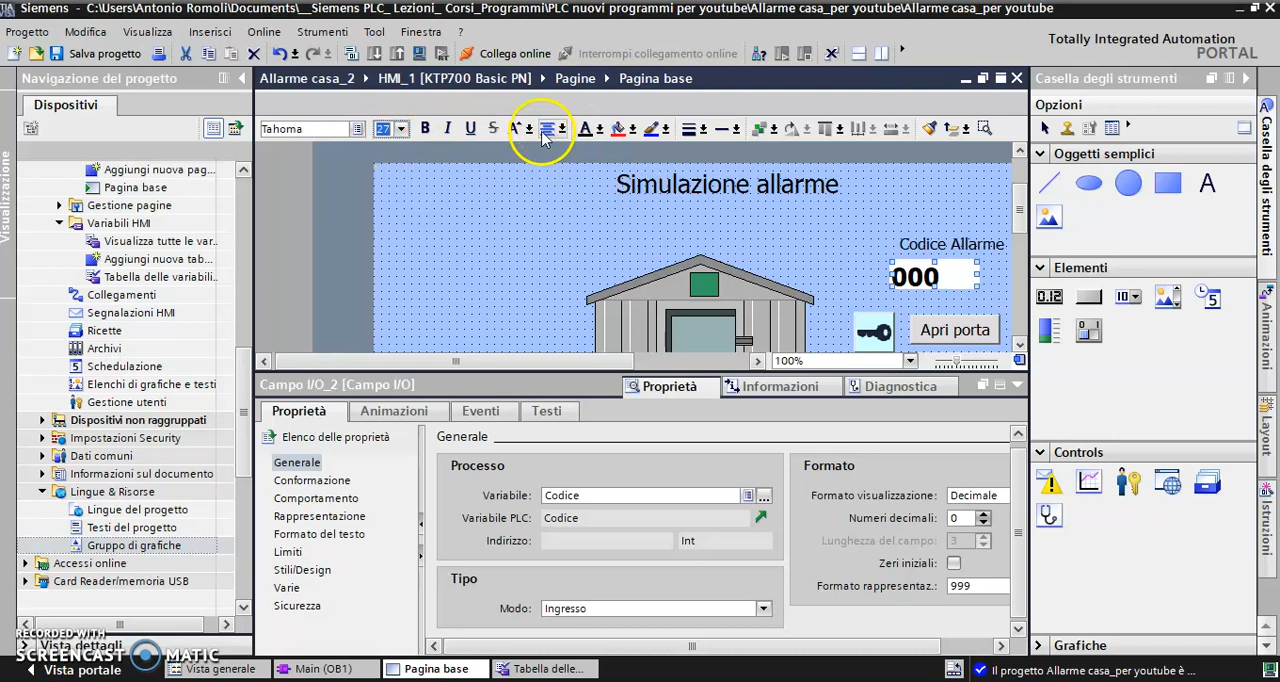 Siemens - C:\Users\Antonio Romoli\Documents\__Siemens PLC_ Lezioni_ Corsi_Programmi\PLC nuovi programmi per youtube\Allarme casa_per youtube\Allarme casa_per youtube
Progetto Modifica Visualizza Inserisci Online Strumenti Tool Finestra ?
Totally Integrated Automation
PORTAL
Salva progetto Collega online Interrompi collegamento online
Navigazione del progetto
Allarme casa_2 HMI_1 [KTP700 Basic PN] Pagine Pagina base
Casella degli strumenti
Dispositivi
Opzioni
Tahoma 27 B I U S A A
Oggetti semplici
Visualizzazione
Aggiungi nuova pag...
Pagina base
Gestione pagine
Variabili HMI
Visualizza tutte le var...
Aggiungi nuova tab...
Tabella delle variabili...
Collegamenti
Segnalazioni HMI
Ricette
Archivi
Schedulazione
Elenchi di grafiche e testi
Gestione utenti
Dispositivi non raggruppati
Impostazioni Security
Dati comuni
Informazioni sul documento
Lingue & Risorse
Lingue del progetto
Testi del progetto
Gruppo di grafiche
Accessi online
Card Reader/memoria USB
Vista dettagli
Simulazione allarme
Codice Allarme
000
Apri porta
100%
Campo I/O_2 [Campo I/O]
Proprietà Informazioni Diagnostica
Proprietà Animazioni Eventi Testi
Elenco delle proprietà
Generale
Conformazione
Comportamento
Rappresentazione
Formato del testo
Limiti
Stili/Design
Varie
Sicurezza
Generale
Processo
Variabile: Codice ...
Variabile PLC: Codice
Indirizzo: Int
Tipo
Modo: Ingresso
Formato
Formato visualizzazione: Decimale
Numeri decimali: 0
Lunghezza del campo: 3
Zeri iniziali:
Formato rappresentaz.: 999
A
Elementi
0.12 10 5
Controls
Grafiche
Casella degli strumenti
Animazioni
Layout
Istruzioni
RECORDED WITH
SCREENCAST MATIC
Vista portale Vista generale Main (OB1) Pagina base Tabella delle... Il progetto Allarme casa_per youtube è ...